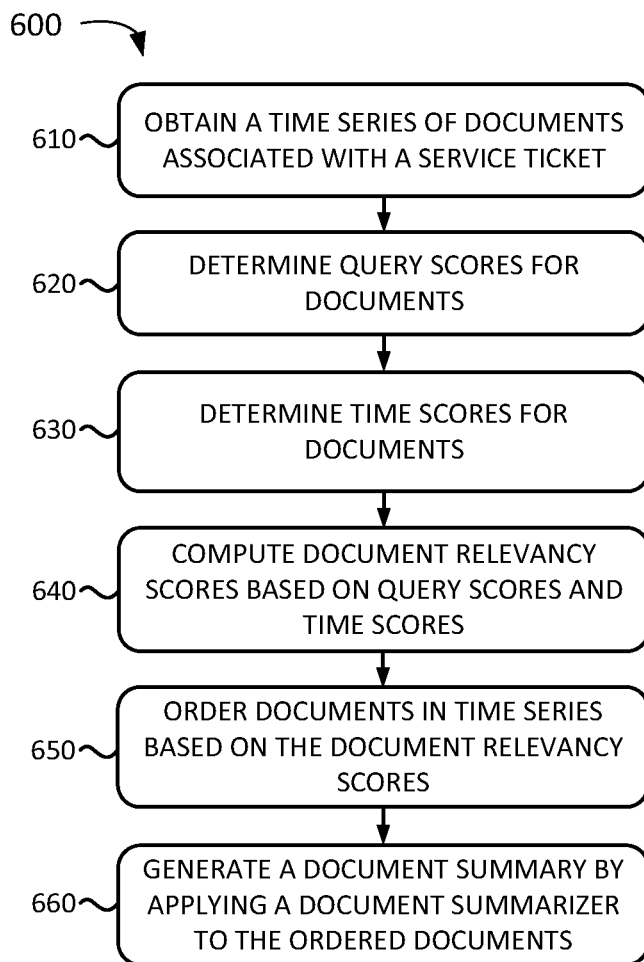 600
610
OBTAIN A TIME SERIES OF DOCUMENTS
ASSOCIATED WITH A SERVICE TICKET
620
DETERMINE QUERY SCORES FOR
DOCUMENTS
630
DETERMINE TIME SCORES FOR
DOCUMENTS
640
COMPUTE DOCUMENT RELEVANCY
SCORES BASED ON QUERY SCORES AND
TIME SCORES
650
ORDER DOCUMENTS IN TIME SERIES
BASED ON THE DOCUMENT RELEVANCY
SCORES
660
GENERATE A DOCUMENT SUMMARY BY
APPLYING A DOCUMENT SUMMARIZER
TO THE ORDERED DOCUMENTS